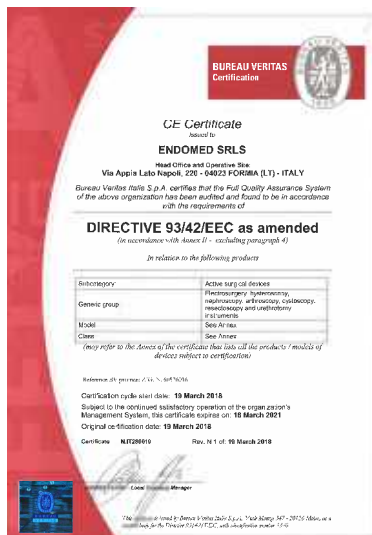 BUREAU VERITAS
Certification
CE Certificate
Issued to
ENDOMED SRLS
Head Office and Operative Site:
Via Appia Lato Napoli, 220 - 04023 FORMIA (LT) - ITALY
Bureau Veritas Italia S.p.A. certifies that the Full Quality Assurance System
of the above organization has been audited and found to be in accordance
with the requirements of
DIRECTIVE 93/42/EEC as amended
(in accordance with Annex II - excluding paragraph 4)
In relation to the following products
Subcategory Active surgical devices
Generic group Electrosurgery, hysteroscopy,
nephroscopy, arthroscopy, cystoscopy,
resectoscopy and urethrotomy
instruments
Model See Annex
Class See Annex
(may refer to the Annex of the certificate that lists all the products / models of
devices subject to certification)
Certification cycle start date: 19 March 2018
Subject to the continued satisfactory operation of the organization's
Management System, this certificate expires on: 18 March 2021
Original certification date: 19 March 2018
Certificate Rev. N 1 of: 19 March 2018
Local Manager
is issued by Bureau Veritas Italia S.p.A.